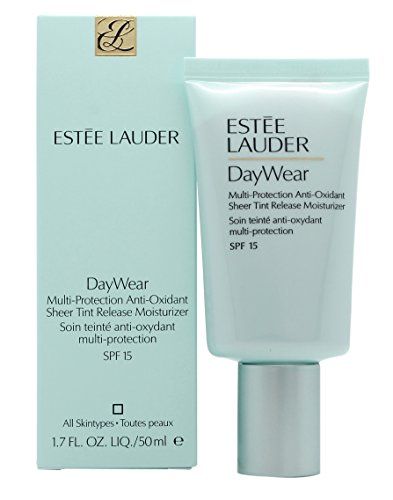 ESTĒE LAUDER
DayWear
Multi-Protection Anti-Oxidant
Sheer Tint Release Moisturizer
Soin teinté anti-oxydant
multi-protection
SPF 15
All Skintypes • Toutes peaux
1.7 FL. OZ. LIQ./50 ml e
ESTĒE
LAUDER
DayWear
Multi-Protection Anti-Oxidant
Sheer Tint Release Moisturizer
Soin teinté anti-oxydant
multi-protection
SPF 15